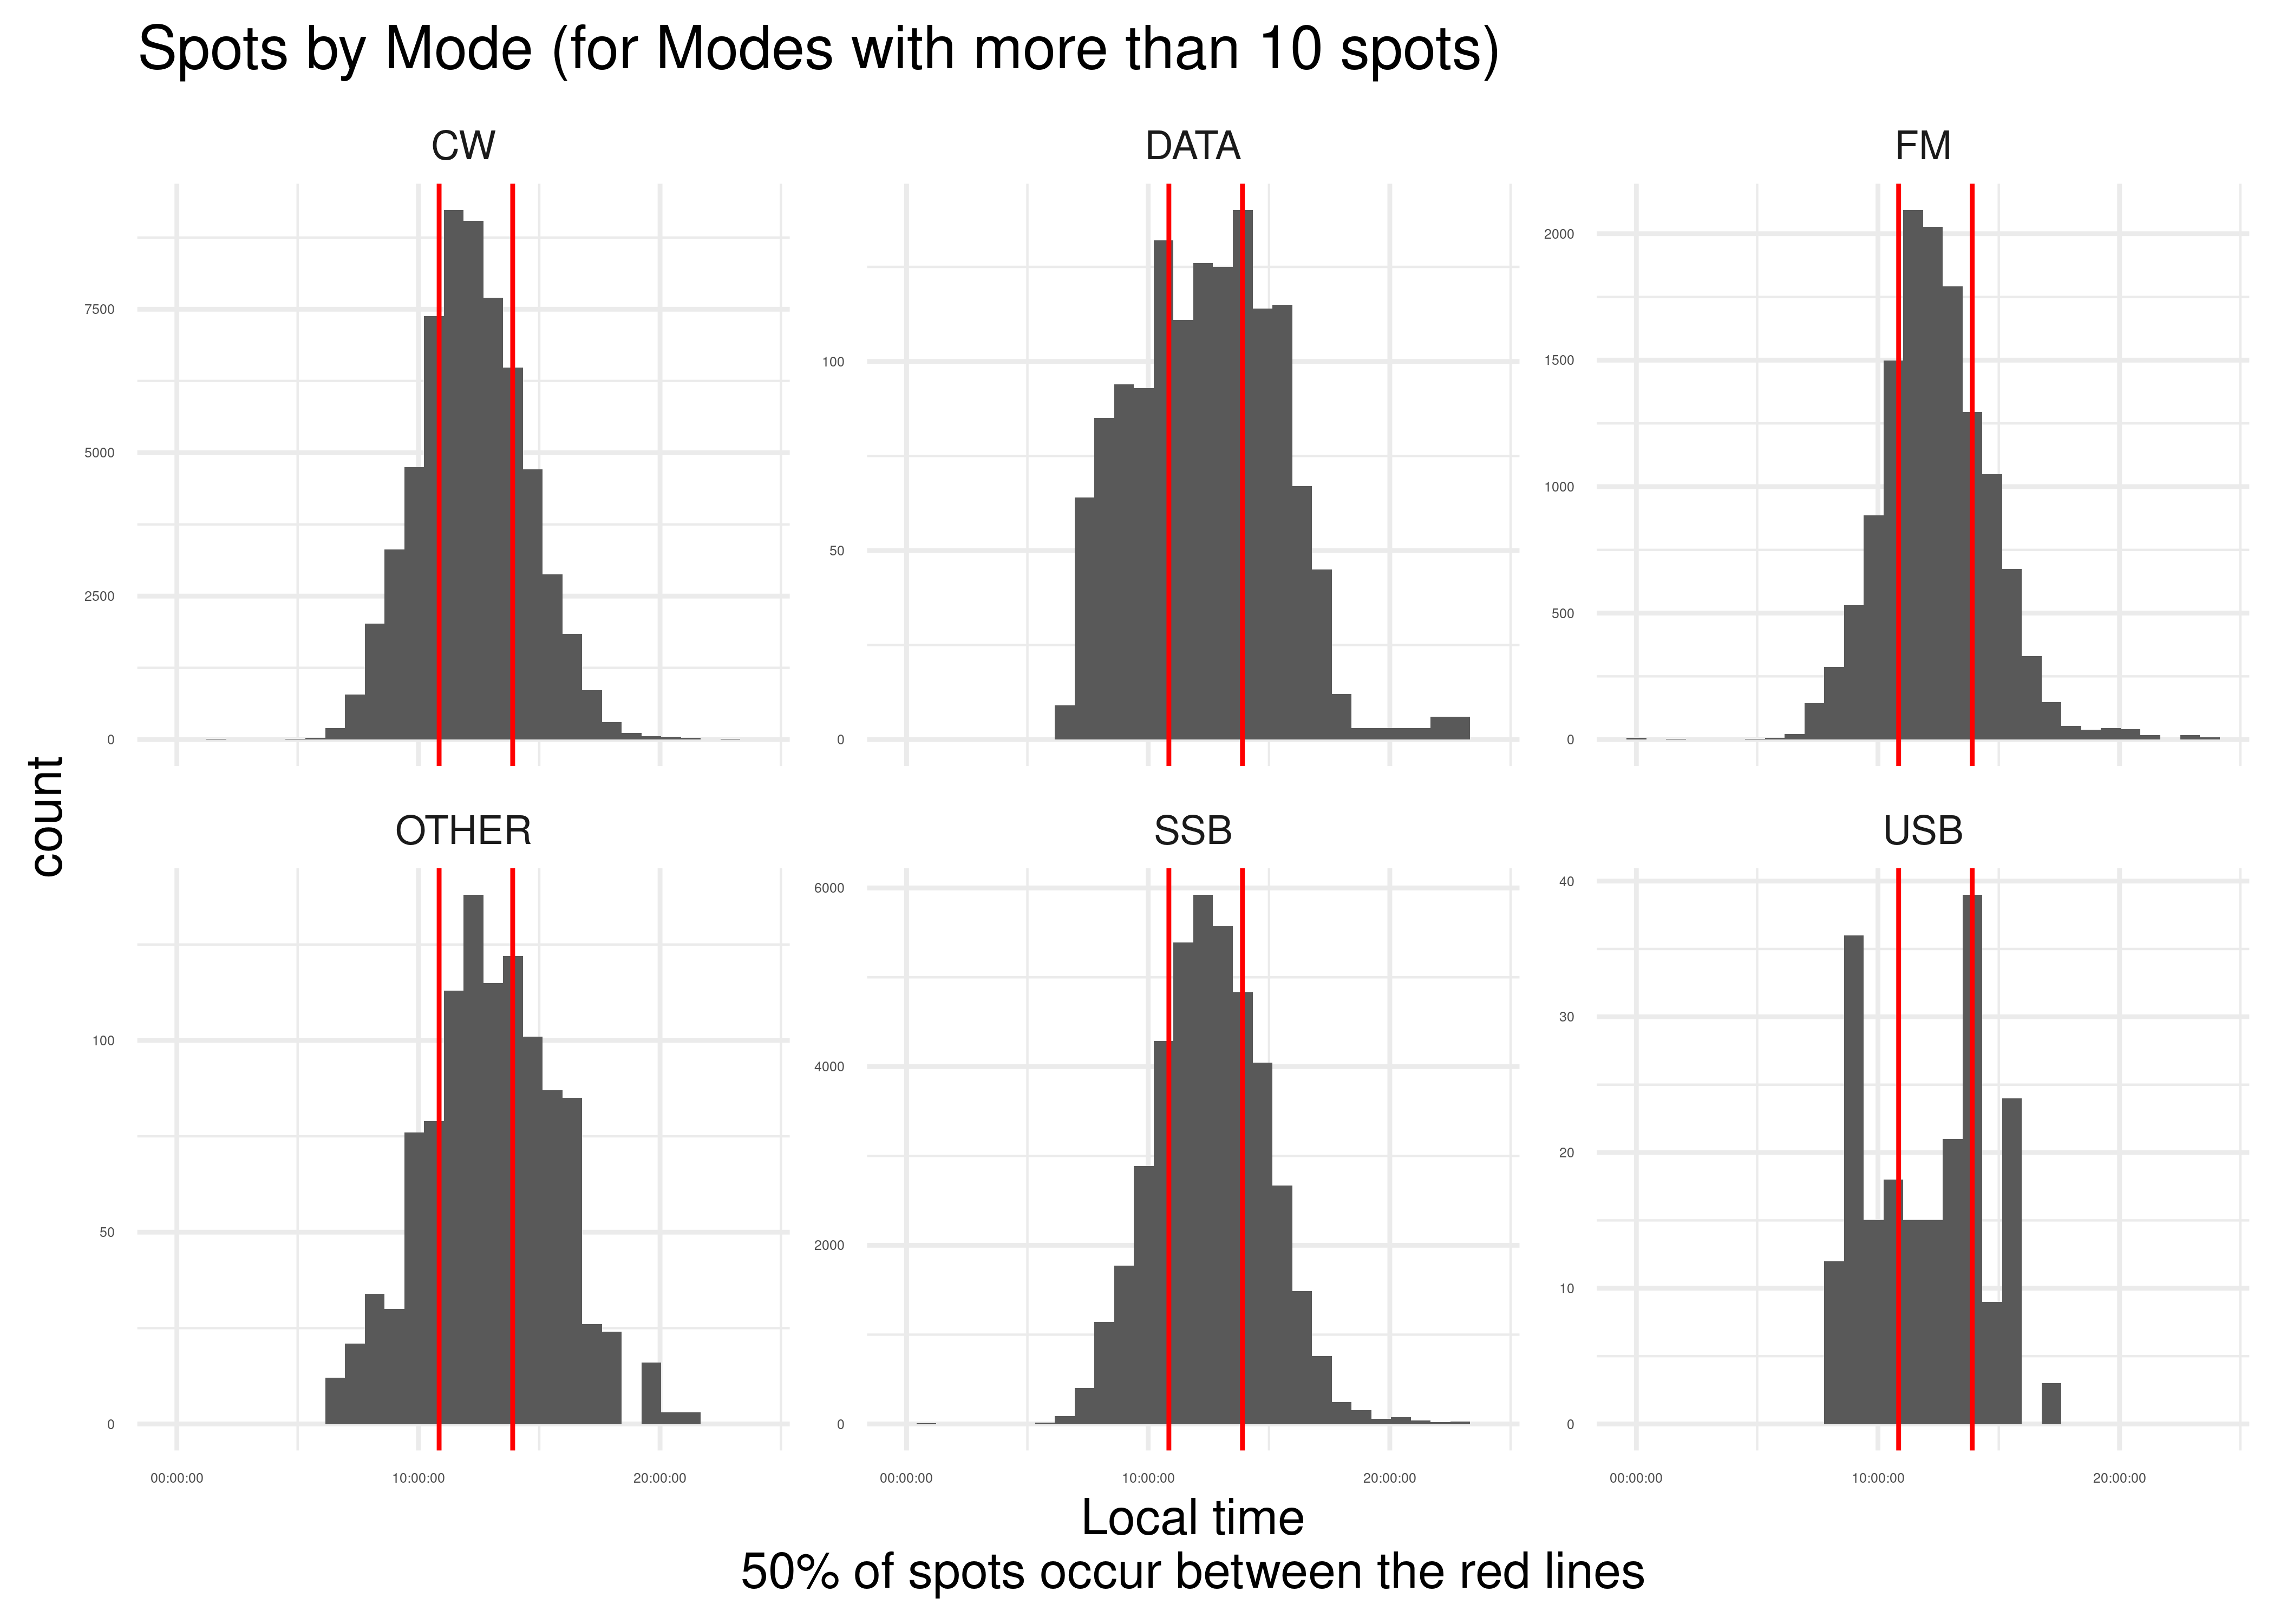 Spots by Mode (for Modes with more than 10 spots)
CW
DATA
FM
7500
5000
2500
0
100
50
0
2000
1500
1000
500
0
count
OTHER
SSB
USB
100
50
0
6000
4000
2000
0
40
30
20
10
0
00:00:00 10:00:00 20:00:00
00:00:00 10:00:00 20:00:00
00:00:00 10:00:00 20:00:00
Local time
50% of spots occur between the red lines